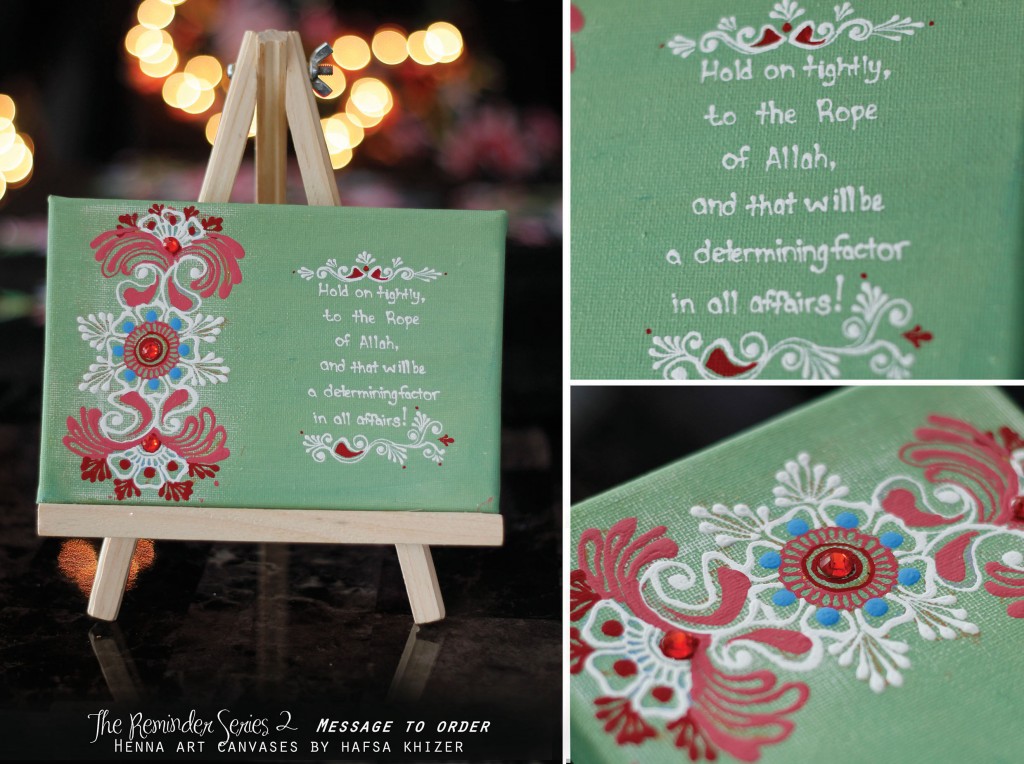 Hold on tightly,
to the Rope
of Allah,
and that will be
a determining factor
in all affairs!
The Reminder Series 2 Message to order
Henna art canvases by Hafsa Khizer
Hold on tightly,
to the Rope
of Allah,
and that will be
a determining factor
in all affairs!